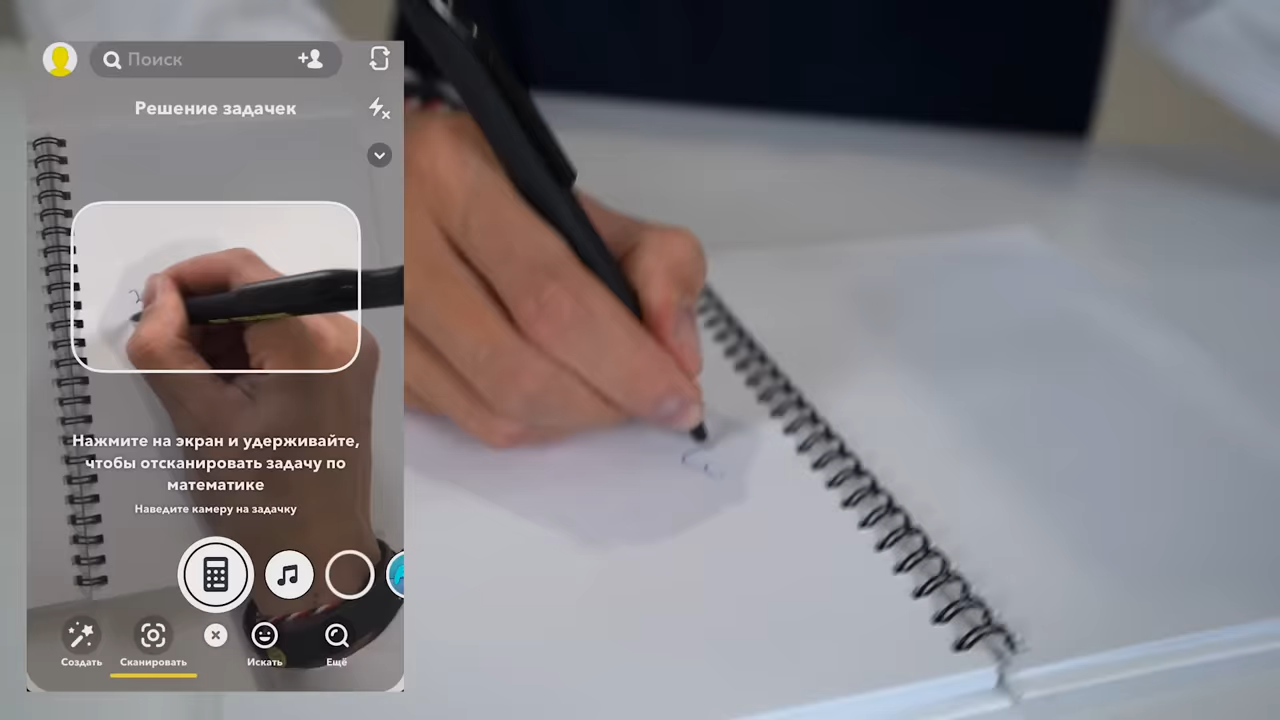 Поиск
Решение задачек
Нажмите на экран и удерживайте,
чтобы отсканировать задачу по
математике
Наведите камеру на задачку
Создать
Сканировать
Искать
Ещё